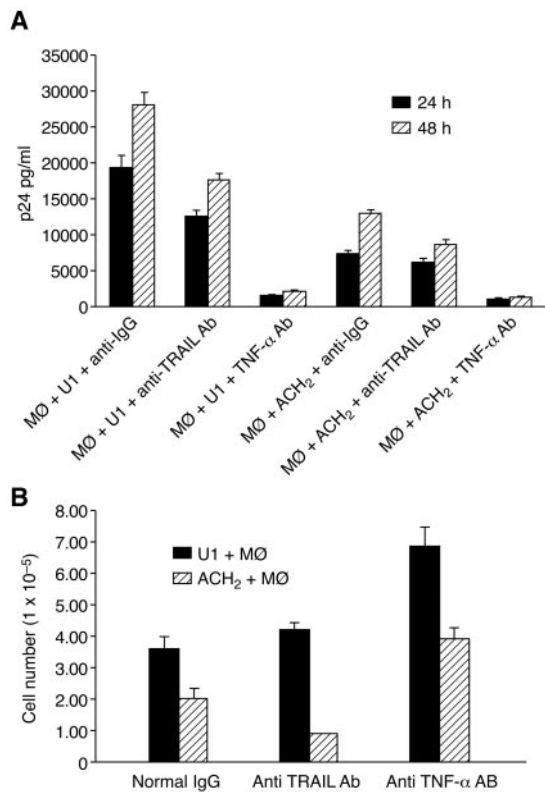 A
35000
30000
25000
20000
15000
10000
5000
0
p24 pg/ml
24 h
48 h
MØ + U1 + anti-IgG
MØ + U1 + anti-TRAIL Ab
MØ + U1 + TNF-α Ab
MØ + ACH₂ + anti-IgG
MØ + ACH₂ + anti-TRAIL Ab
MØ + ACH₂ + TNF-α Ab
B
8.00
7.00
6.00
5.00
4.00
3.00
2.00
1.00
0.00
Cell number (1 x 10⁻⁵)
U1 + MØ
ACH₂ + MØ
Normal IgG
Anti TRAIL Ab
Anti TNF-α AB